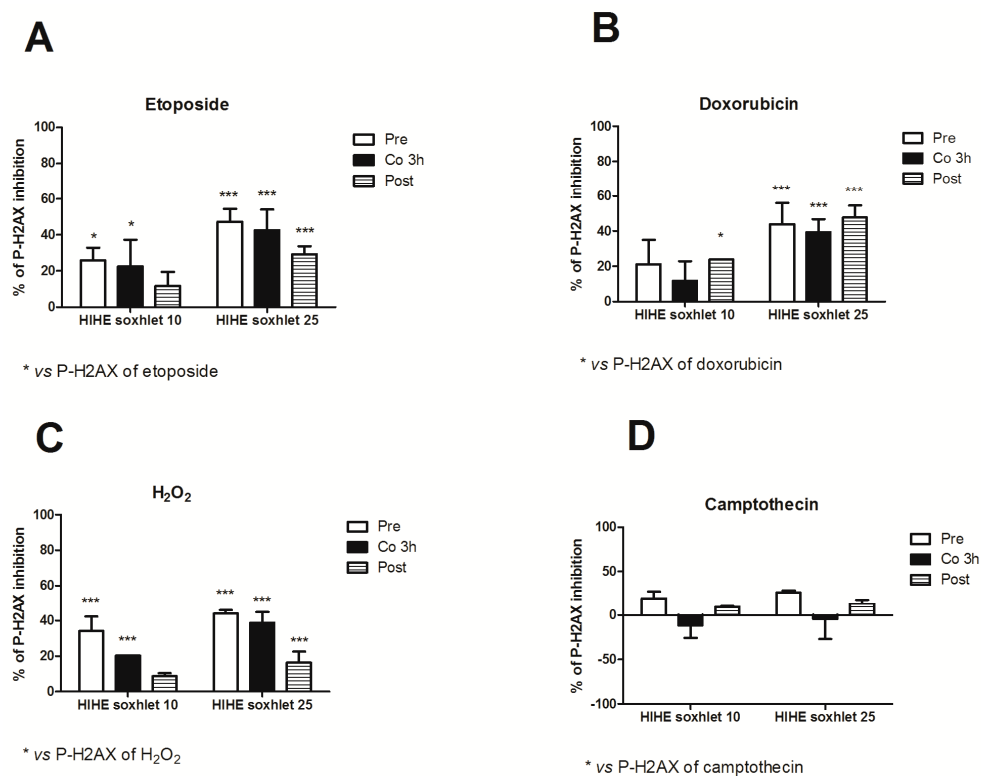 A
Etoposide
% of P-H2AX inhibition
100
80
60
40
20
0
* * *** *** ***
HIHE soxhlet 10 HIHE soxhlet 25
Pre
Co 3h
Post
* vs P-H2AX of etoposide
B
Doxorubicin
% of P-H2AX inhibition
100
80
60
40
20
0
* *** *** ***
HIHE soxhlet 10 HIHE soxhlet 25
Pre
Co 3h
Post
* vs P-H2AX of doxorubicin
C
H₂O₂
% of P-H2AX inhibition
100
80
60
40
20
0
*** *** *** *** ***
HIHE soxhlet 10 HIHE soxhlet 25
Pre
Co 3h
Post
* vs P-H2AX of H₂O₂
D
Camptothecin
% of P-H2AX inhibition
100
50
0
-50
-100
HIHE soxhlet 10 HIHE soxhlet 25
Pre
Co 3h
Post
* vs P-H2AX of camptothecin